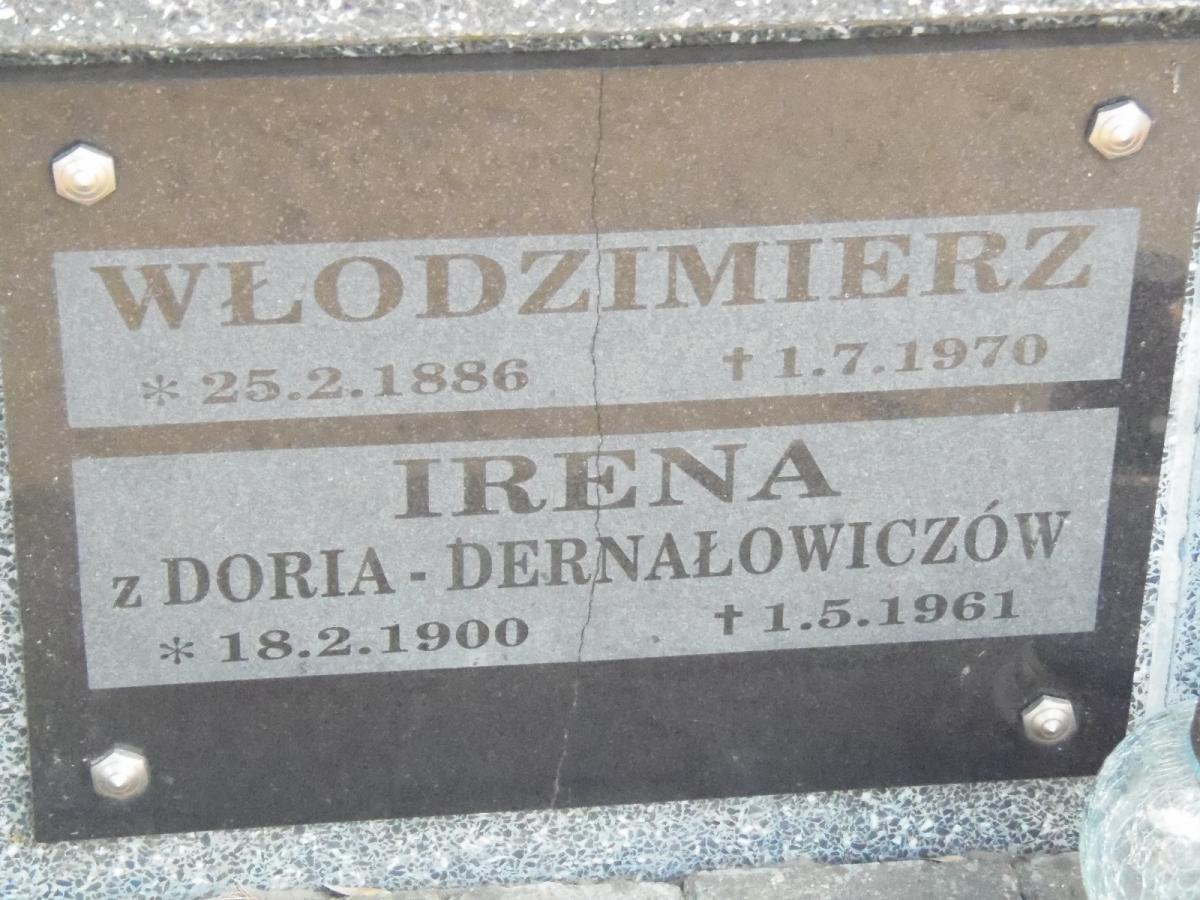 WŁODZIMIERZ
* 25.2.1886 † 1.7.1970
IRENA
z DORIA - DERNAŁOWICZÓW
* 18.2.1900 † 1.5.1961